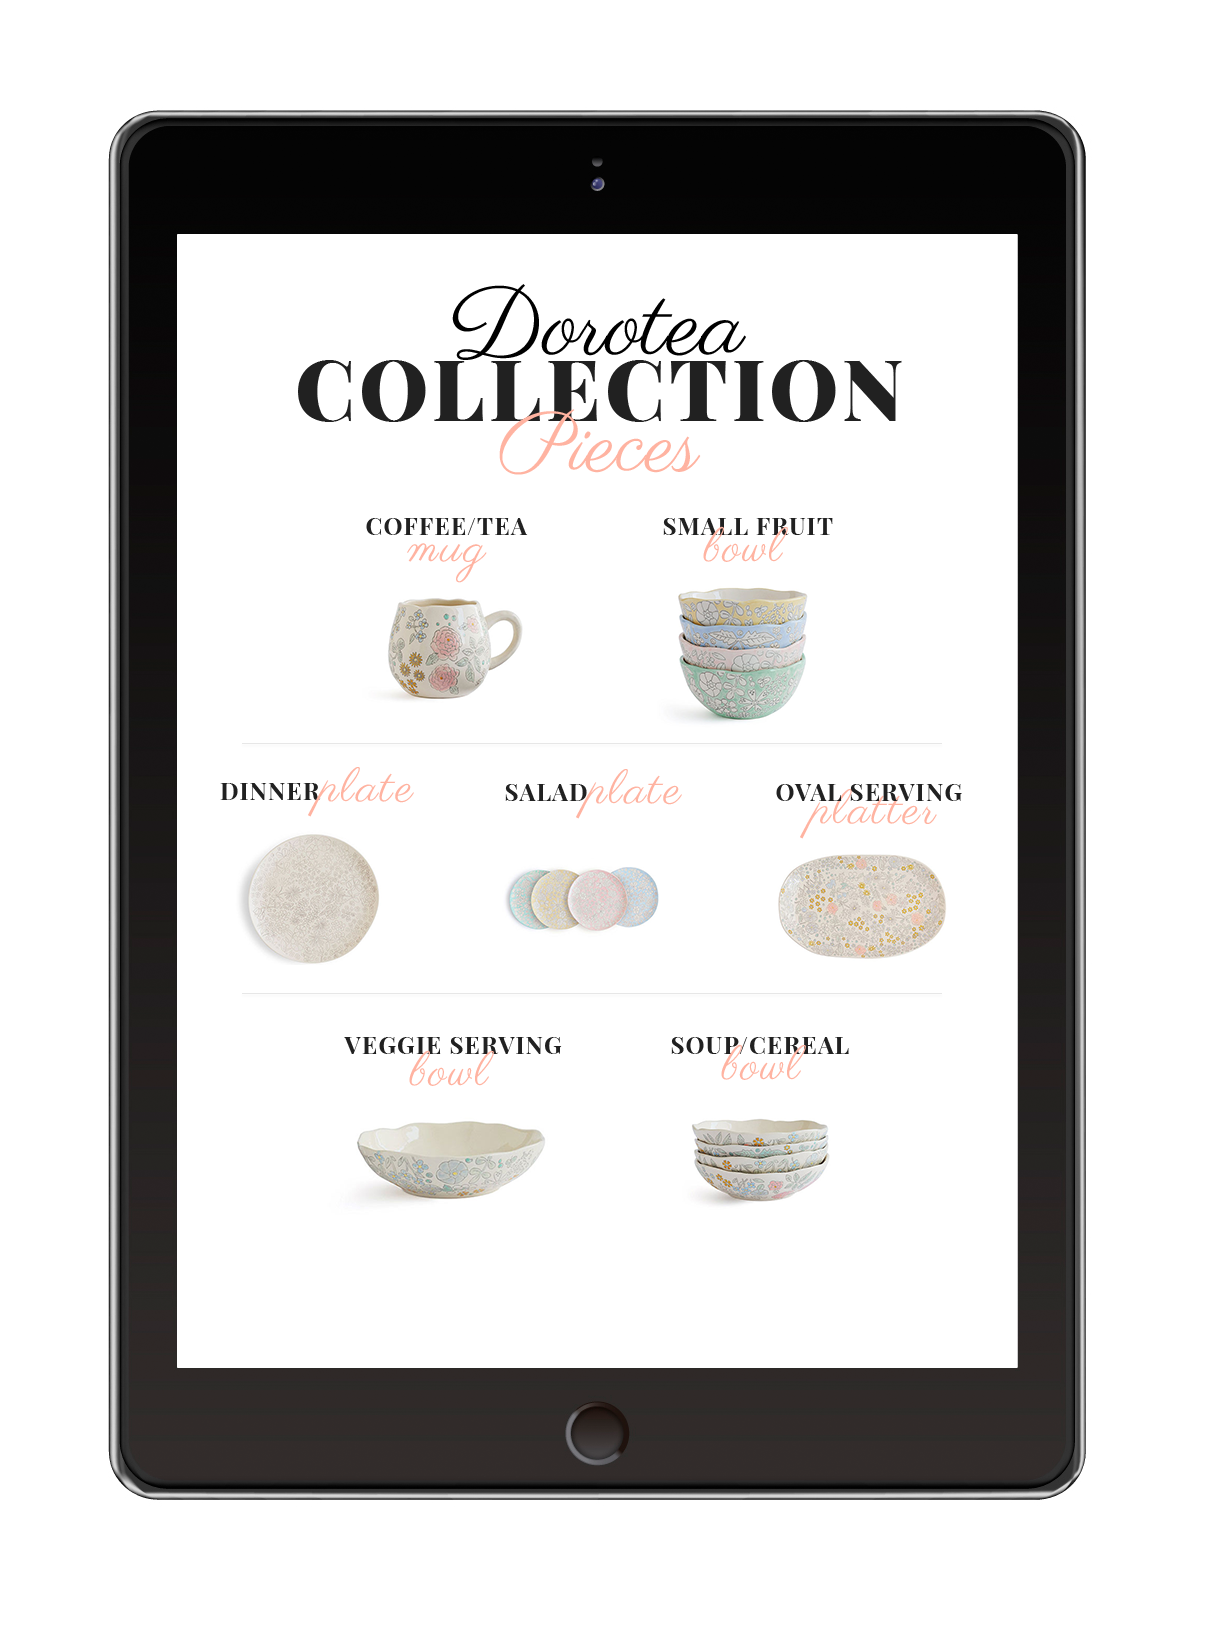 Dorotea
COLLECTION
Pieces
COFFEE/TEA
mug
SMALL FRUIT
bowl
DINNER plate
SALAD plate
OVAL SERVING
platter
VEGGIE SERVING
bowl
SOUP/CEREAL
bowl